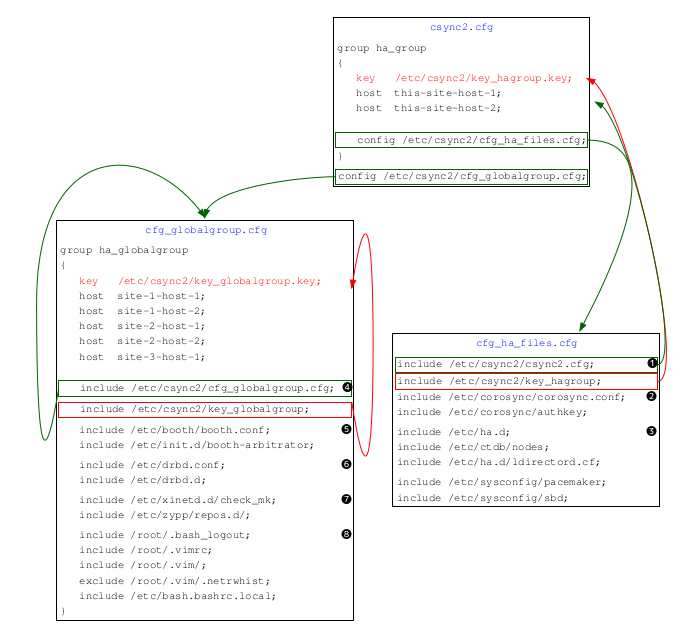 csync2.cfg
group ha_group
{
key /etc/csync2/key_hagroup.key;
host this-site-host-1;
host this-site-host-2;
config /etc/csync2/cfg_ha_files.cfg;
}
config /etc/csync2/cfg_globalgroup.cfg;
cfg_globalgroup.cfg
group ha_globalgroup
{
key /etc/csync2/key_globalgroup.key;
host site-1-host-1;
host site-1-host-2;
host site-2-host-1;
host site-2-host-2;
host site-3-host-1;
include /etc/csync2/cfg_globalgroup.cfg; ❹
include /etc/csync2/key_globalgroup;
include /etc/booth/booth.conf; ❺
include /etc/init.d/booth-arbitrator;
include /etc/drbd.conf; ❻
include /etc/drbd.d;
include /etc/xinetd.d/check_mk; ❼
include /etc/zypp/repos.d/;
include /root/.bash_logout; ❽
include /root/.vimrc;
include /root/.vim/;
exclude /root/.vim/.netrwhist;
include /etc/bash.bashrc.local;
}
cfg_ha_files.cfg
include /etc/csync2/csync2.cfg; ❶
include /etc/csync2/key_hagroup;
include /etc/corosync/corosync.conf; ❷
include /etc/corosync/authkey;
include /etc/ha.d; ❸
include /etc/ctdb/nodes;
include /etc/ha.d/ldirectord.cf;
include /etc/sysconfig/pacemaker;
include /etc/sysconfig/sbd;